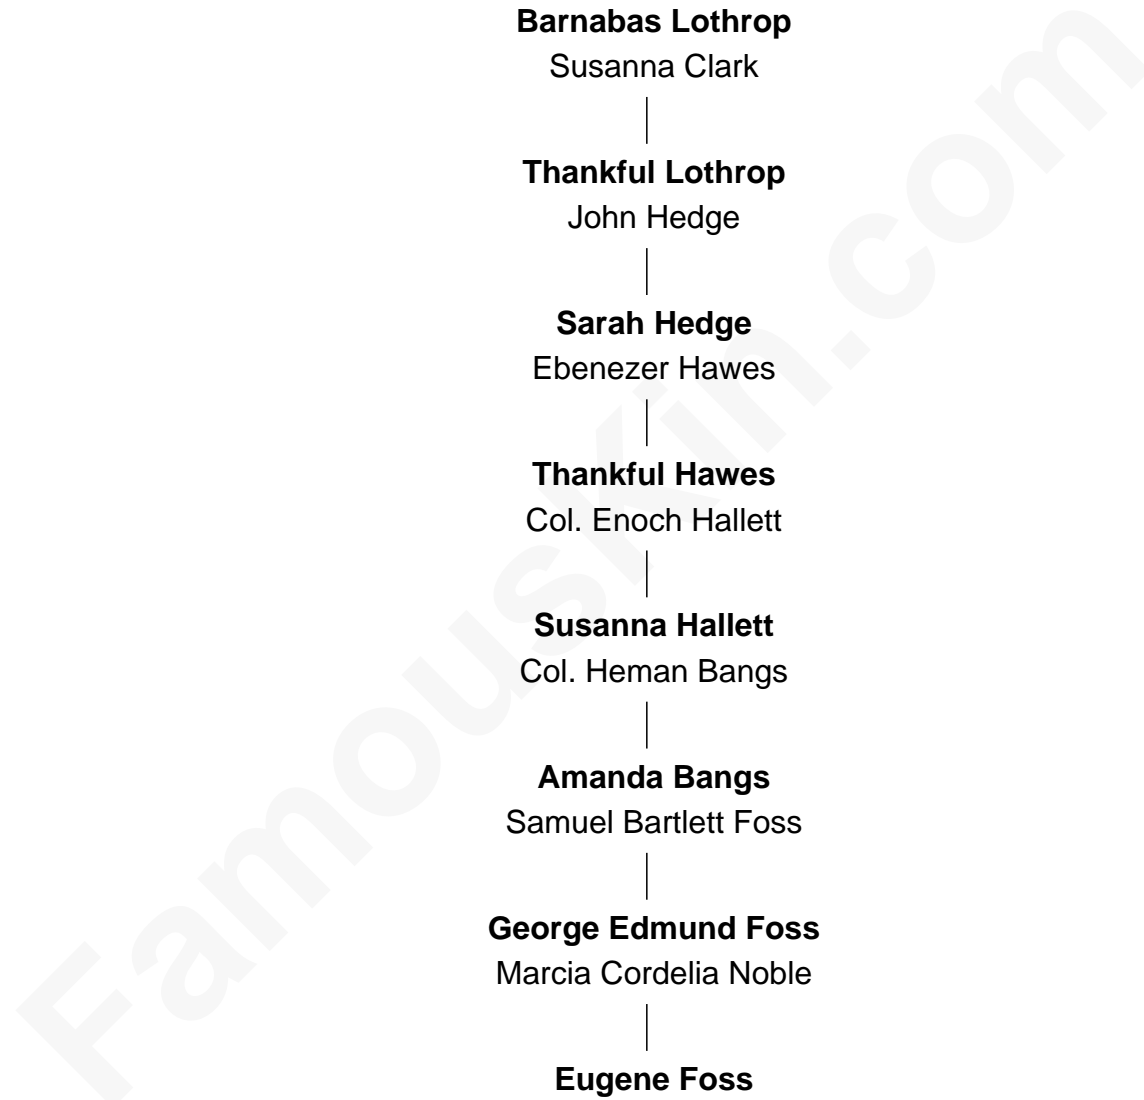 Barnabas Lothrop
Susanna Clark
Thankful Lothrop
John Hedge
Sarah Hedge
Ebenezer Hawes
Thankful Hawes
Col. Enoch Hallett
Susanna Hallett
Col. Heman Bangs
Amanda Bangs
Samuel Bartlett Foss
George Edmund Foss
Marcia Cordelia Noble
Eugene Foss
FamousKin.com